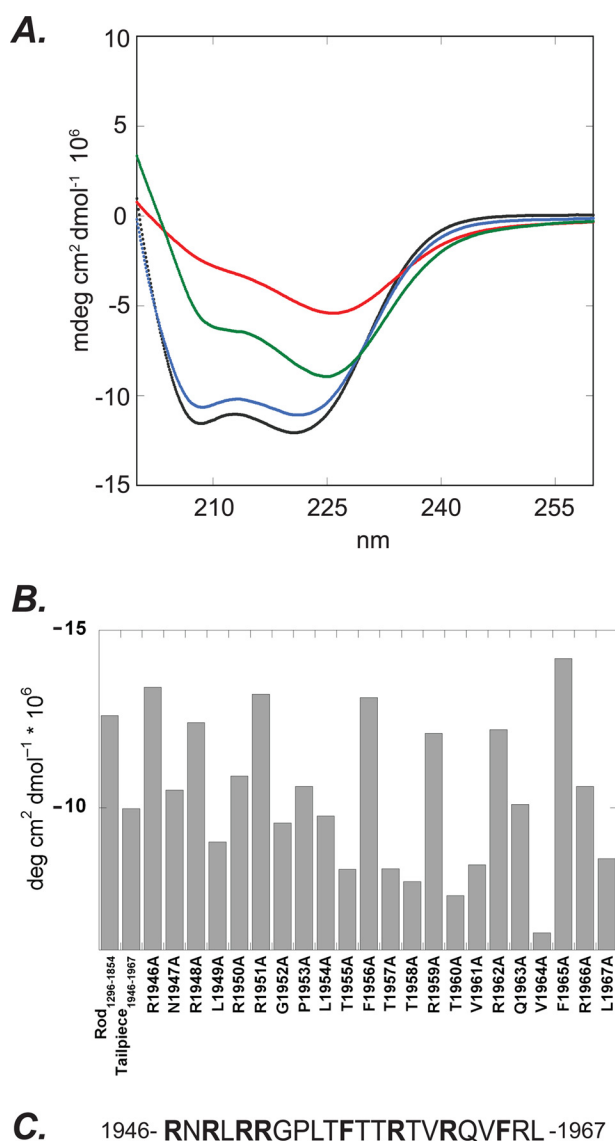 A.
10
5
0
-5
-10
-15
mdeg cm² dmol⁻¹ 10⁶
210 225 240 255
nm
B.
-15
-10
deg cm² dmol⁻¹ * 10⁶
Rod1296-1854
Tailpiece1946-1967
R1946A
N1947A
R1948A
L1949A
R1950A
R1951A
G1952A
P1953A
L1954A
T1955A
F1956A
T1957A
T1958A
R1959A
T1960A
V1961A
R1962A
Q1963A
V1964A
F1965A
R1966A
L1967A
C. 1946- RNRLRRGPLTFTTRTVRQVFRL -1967